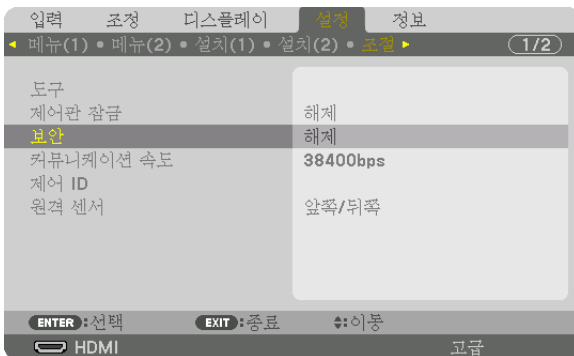 입력 조정 디스플레이 설정 정보
◀ 메뉴(1) • 메뉴(2) • 설치(1) • 설치(2) • 조절 ▶ 1/2
도구
제어판 잠금 해제
보안 해제
커뮤니케이션 속도 38400bps
제어 ID
원격 센서 앞쪽/뒤쪽
ENTER :선택 EXIT :종료 ♦:이동
HDMI 고급